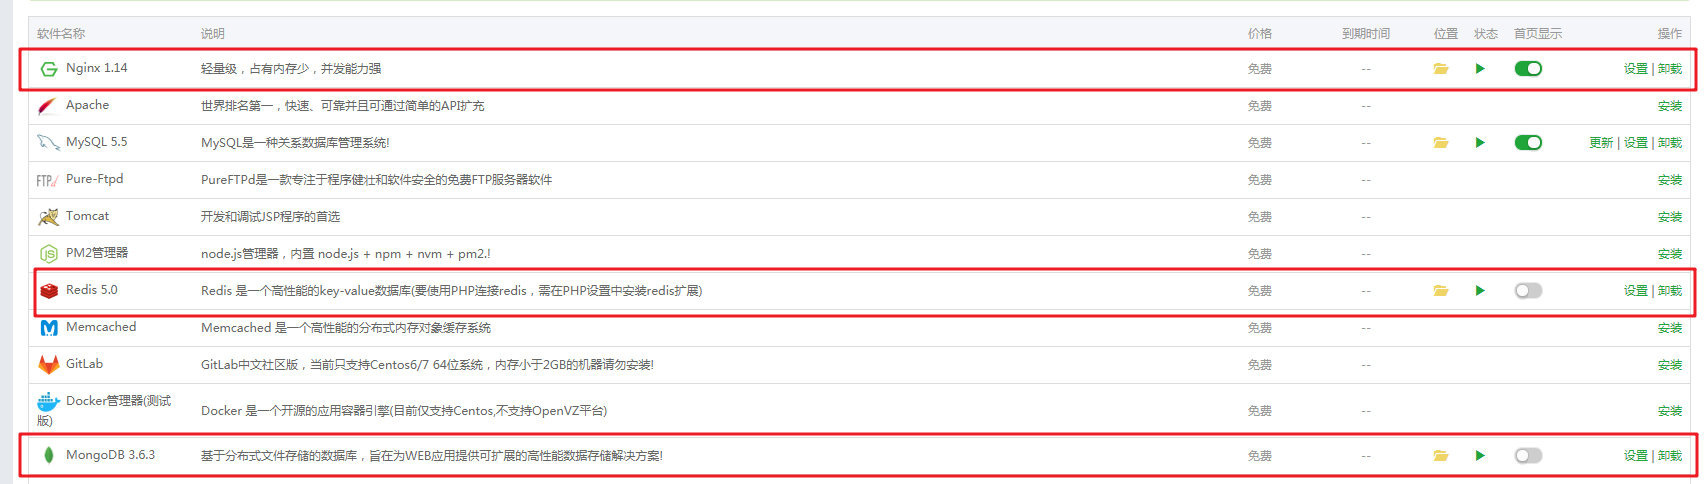 软件名称 说明 价格 到期时间 位置 状态 首页显示 操作
Nginx 1.14 轻量级，占有内存少，并发能力强 免费 -- 设置 | 卸载
Apache 世界排名第一，快速、可靠并且可通过简单的API扩充 免费 -- 安装
MySQL 5.5 MySQL是一种关系数据库管理系统! 免费 -- 更新 | 设置 | 卸载
FTP Pure-Ftpd PureFTPd是一款专注于程序健壮和软件安全的免费FTP服务器软件 免费 -- 安装
Tomcat 开发和调试JSP程序的首选 免费 -- 安装
JS PM2管理器 node.js管理器，内置 node.js + npm + nvm + pm2.! 免费 -- 安装
Redis 5.0 Redis 是一个高性能的key-value数据库(要使用PHP连接redis，需在PHP设置中安装redis扩展) 免费 -- 设置 | 卸载
Memcached Memcached 是一个高性能的分布式内存对象缓存系统 免费 -- 安装
GitLab GitLab中文社区版，当前只支持Centos6/7 64位系统，内存小于2GB的机器请勿安装! 免费 -- 安装
Docker管理器(测试
版) Docker 是一个开源的应用容器引擎(目前仅支持Centos,不支持OpenVZ平台) 免费 -- 安装
MongoDB 3.6.3 基于分布式文件存储的数据库，旨在为WEB应用提供可扩展的高性能数据存储解决方案! 免费 -- 设置 | 卸载